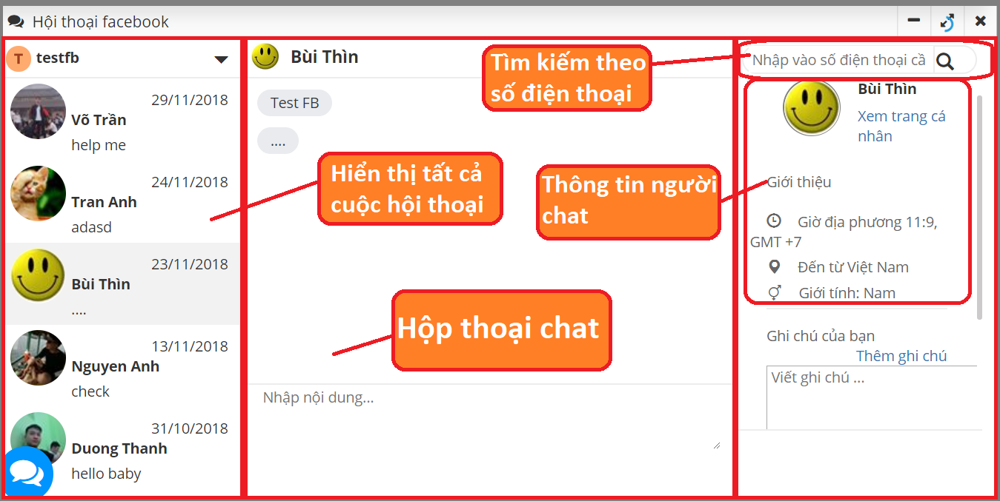 Hội thoại facebook
T testfb
29/11/2018
Võ Trần
help me
24/11/2018
Tran Anh
adasd
23/11/2018
Bùi Thìn
....
13/11/2018
Nguyen Anh
check
31/10/2018
Duong Thanh
hello baby
Bùi Thìn
Test FB
....
Hiển thị tất cả
cuộc hội thoại
Hộp thoại chat
Nhập nội dung...
Tìm kiếm theo
số điện thoại
Thông tin người
chat
Nhập vào số điện thoại cầ
Bùi Thìn
Xem trang cá
nhân
Giới thiệu
Giờ địa phương 11:9,
GMT +7
Đến từ Việt Nam
Giới tính: Nam
Ghi chú của bạn
Thêm ghi chú
Viết ghi chú ...